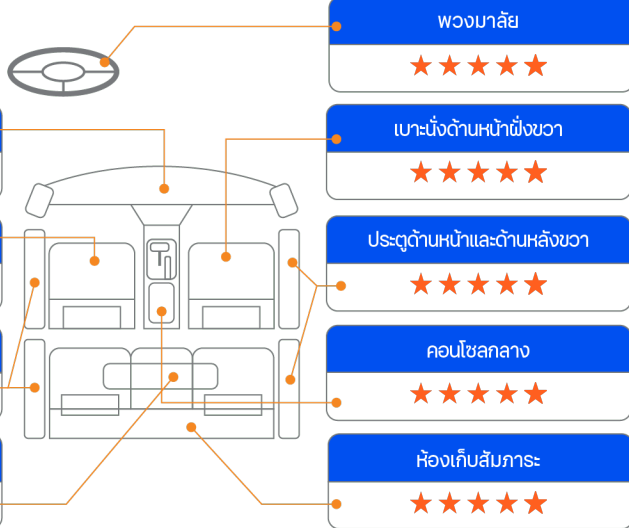 พวงมาลัย
เบาะนั่งด้านหน้าฝั่งขวา
ประตูด้านหน้าและด้านหลังขวา
คอนโซลกลาง
ห้องเก็บสัมภาระ